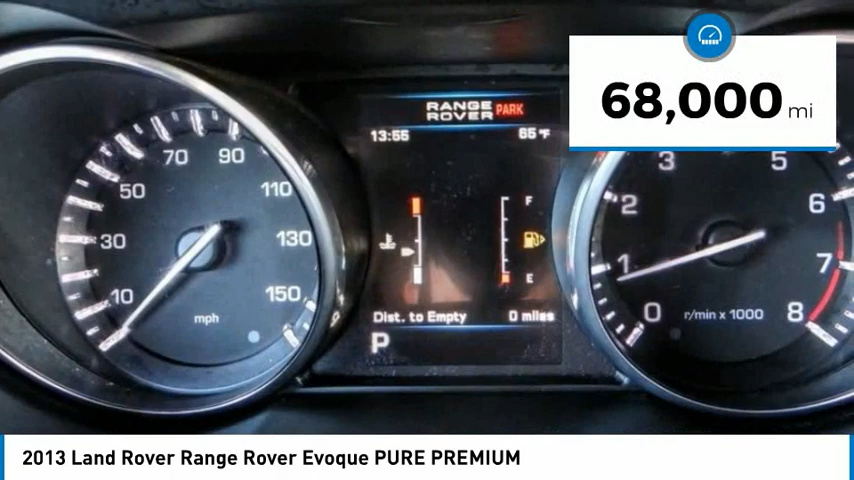 68,000 mi
RANGE
ROVER PARK
13:55 65°F
70 90
50 110
30 130
10 150
mph
F
E
Dist. to Empty 0 miles
P
3 5
2 6
1 7
0 r/min x 1000 8
2013 Land Rover Range Rover Evoque PURE PREMIUM